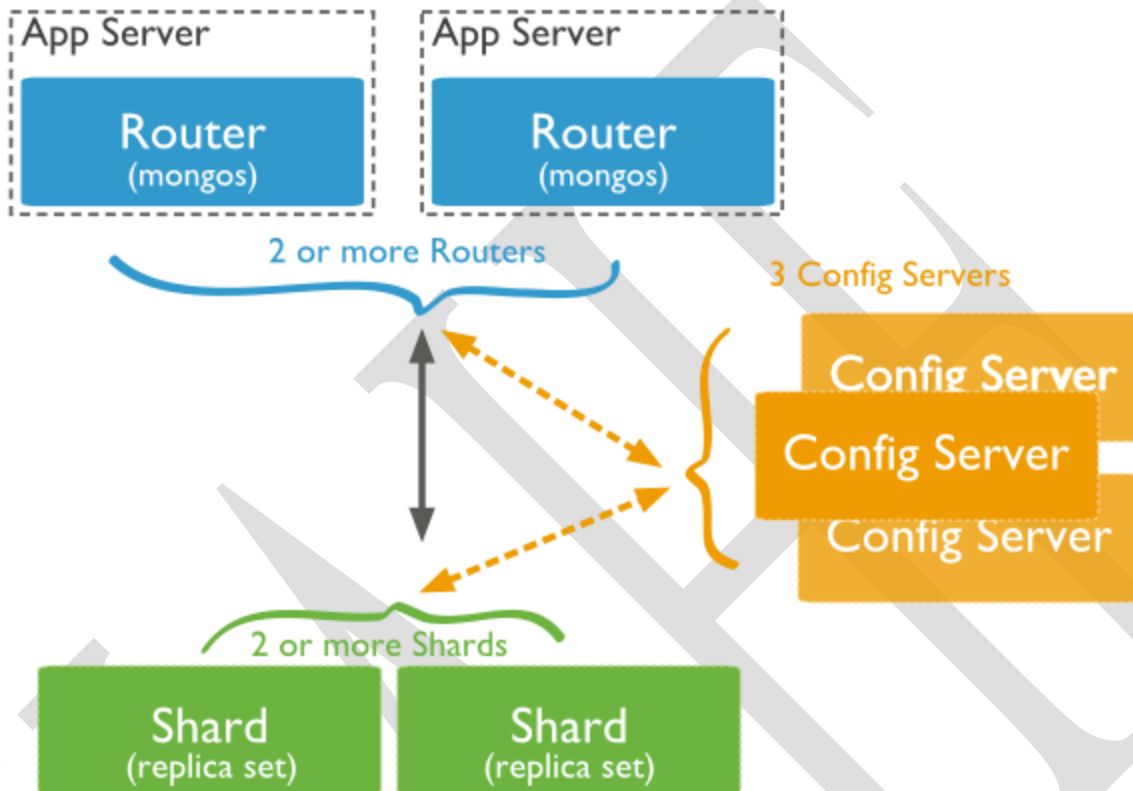 App Server
App Server
Router
(mongos)
Router
(mongos)
2 or more Routers
3 Config Servers
Config Server
Config Server
Config Server
2 or more Shards
Shard
(replica set)
Shard
(replica set)